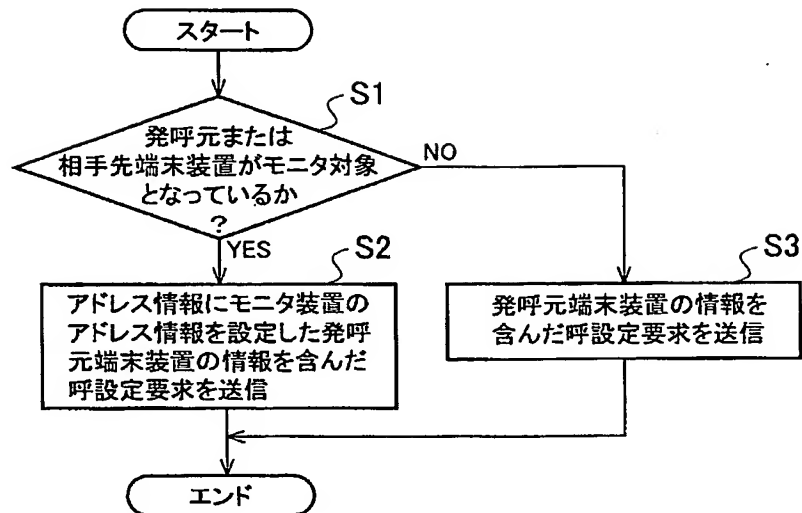 スタート
S1
発呼元または
相手先端末装置がモニタ対象
となっているか
?
NO
YES
S2
アドレス情報にモニタ装置の
アドレス情報を設定した発呼
元端末装置の情報を含んだ
呼設定要求を送信
S3
発呼元端末装置の情報を
含んだ呼設定要求を送信
エンド